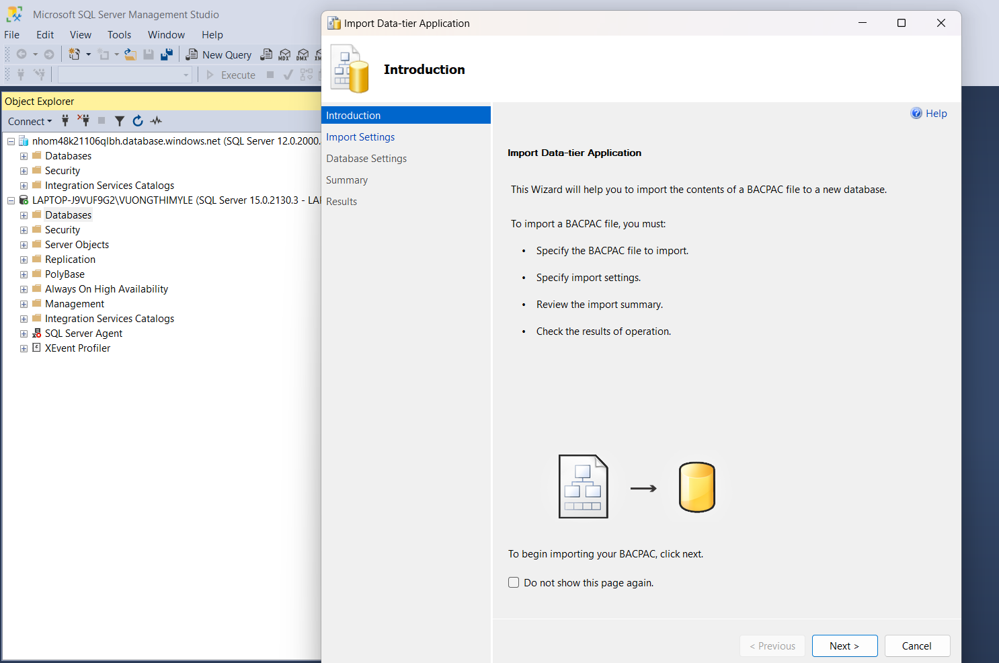 Microsoft SQL Server Management Studio
File Edit View Tools Window Help
New Query MDX DMX
Execute
Object Explorer
Connect
nhom48k21106qlbh.database.windows.net (SQL Server 12.0.2000.
Databases
Security
Integration Services Catalogs
LAPTOP-J9VUF9G2\VUONGTHIMYLE (SQL Server 15.0.2130.3 - LA
Databases
Security
Server Objects
Replication
PolyBase
Always On High Availability
Management
Integration Services Catalogs
SQL Server Agent
XEvent Profiler
Import Data-tier Application
Introduction
Introduction
Import Settings
Database Settings
Summary
Results
Help
Import Data-tier Application
This Wizard will help you to import the contents of a BACPAC file to a new database.
To import a BACPAC file, you must:
• Specify the BACPAC file to import.
• Specify import settings.
• Review the import summary.
• Check the results of operation.
To begin importing your BACPAC, click next.
Do not show this page again.
< Previous Next > Cancel